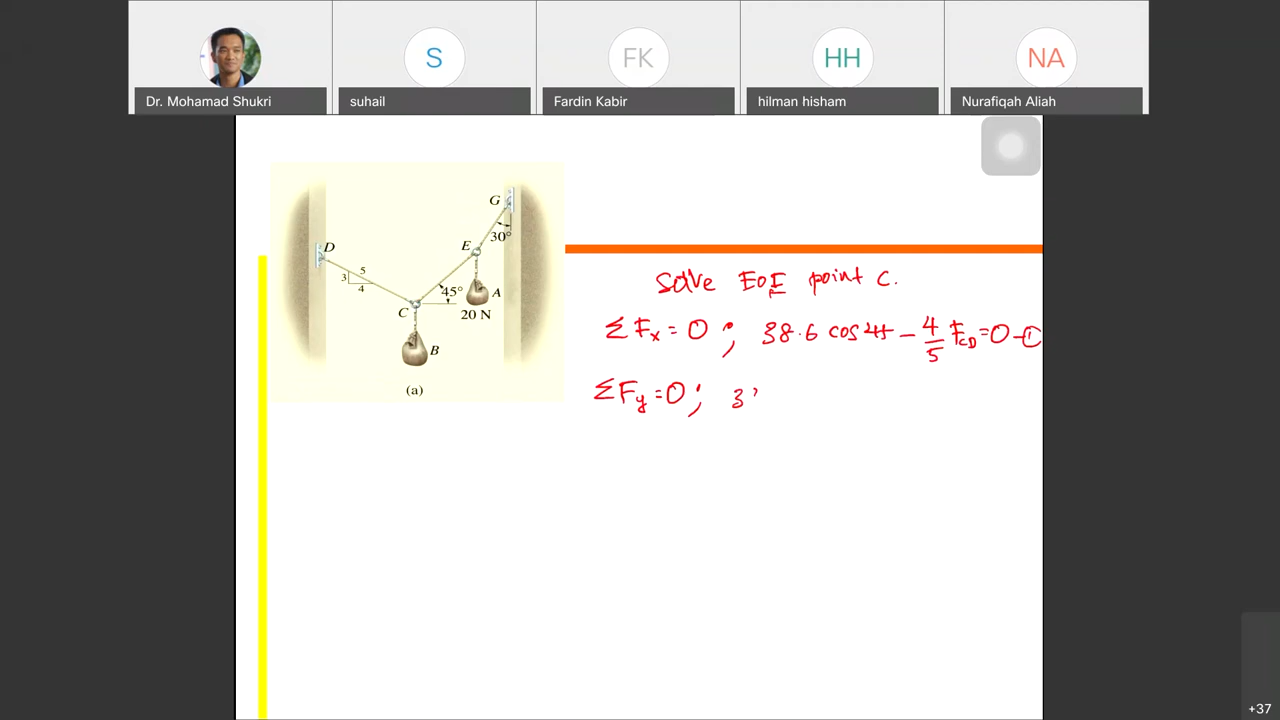 S FK HH NA
Dr. Mohamad Shukri suhail Fardin Kabir hilman hisham Nurafiqah Aliah
G
30°
D
E
5
3
4
45° A
C 20 N
B
(a)
Solve EOE point C.
ΣFx = 0 ; 38.6 cos 45 - 4/5 FCD = 0 - ①
ΣFy = 0 ; 3
+37